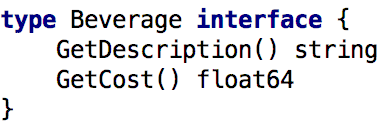 type Beverage interface {
    GetDescription() string
    GetCost() float64
}